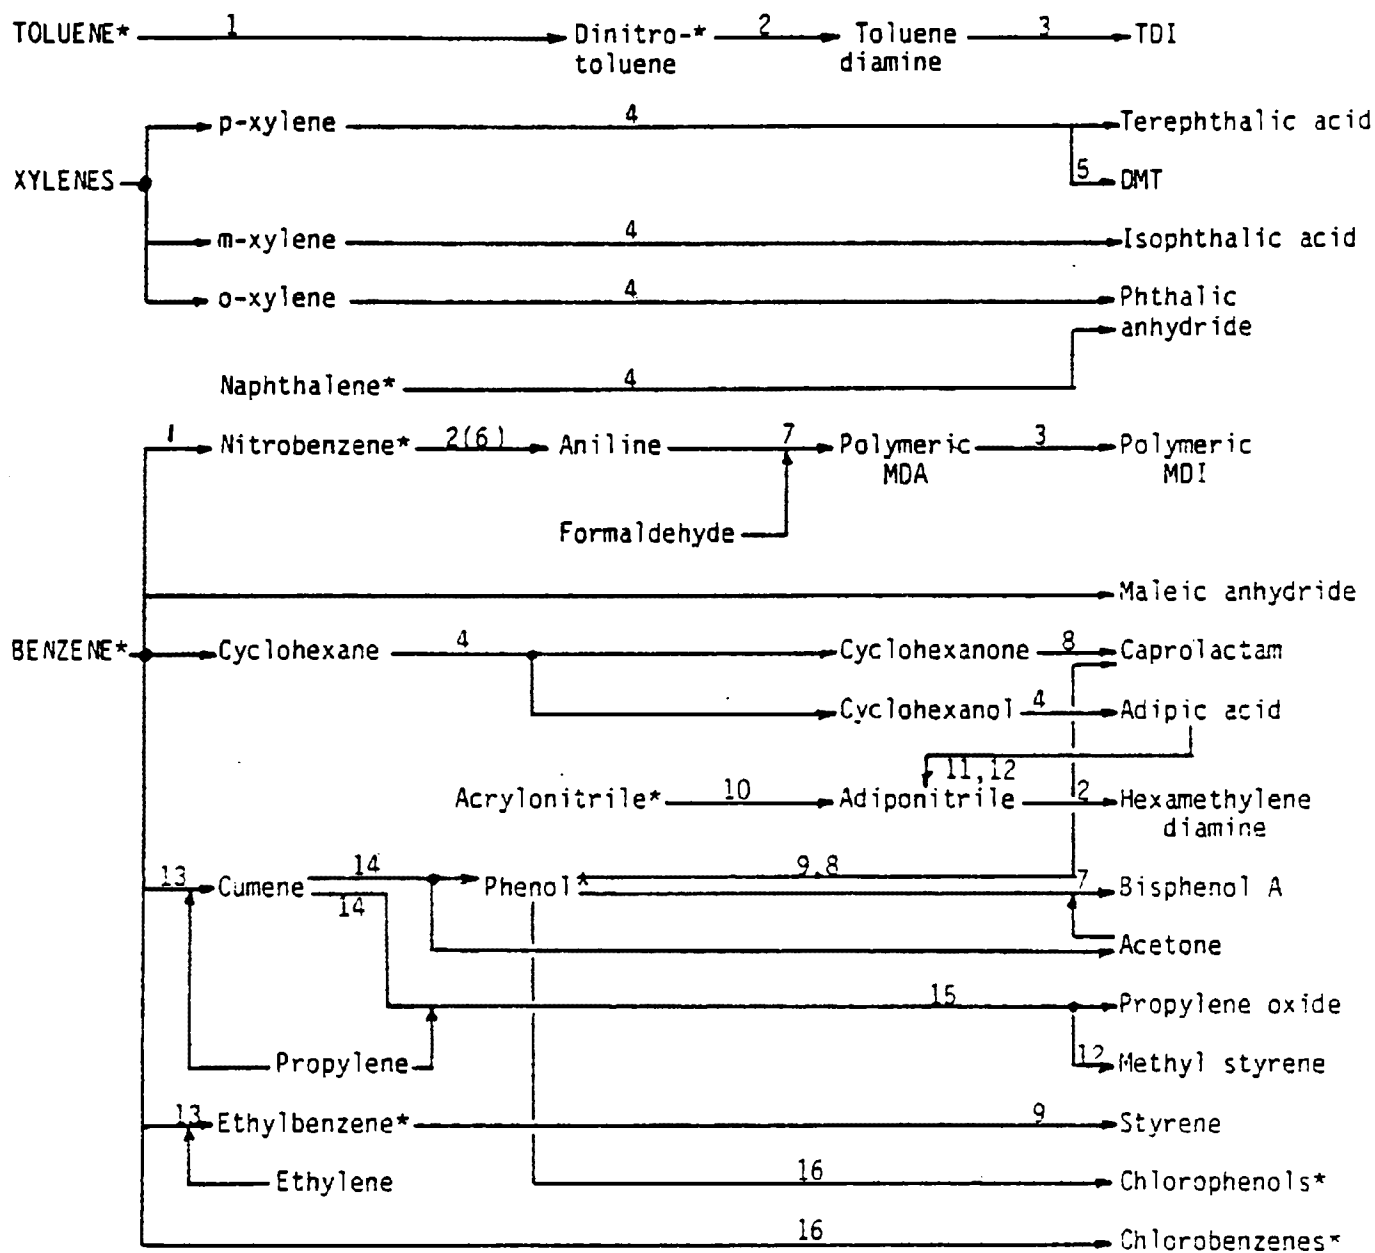 TOLUENE* 1 Dinitro-* 2 Toluene 3 TDI
toluene diamine
p-xylene 4 Terephthalic acid
XYLENES 5 DMT
m-xylene 4 Isophthalic acid
o-xylene 4 Phthalic
anhydride
Naphthalene* 4
1 Nitrobenzene* 2(6) Aniline 7 Polymeric 3 Polymeric
MDA MDI
Formaldehyde
Maleic anhydride
BENZENE* Cyclohexane 4 Cyclohexanone 8 Caprolactam
Cyclohexanol 4 Adipic acid
11,12
Acrylonitrile* 10 Adiponitrile 2 Hexamethylene
diamine
13 Cumene 14 Phenol* 9,8 7 Bisphenol A
14
Acetone
15 Propylene oxide
Propylene 12 Methyl styrene
13 Ethylbenzene* 9 Styrene
Ethylene 16 Chlorophenols*
16 Chlorobenzenes*